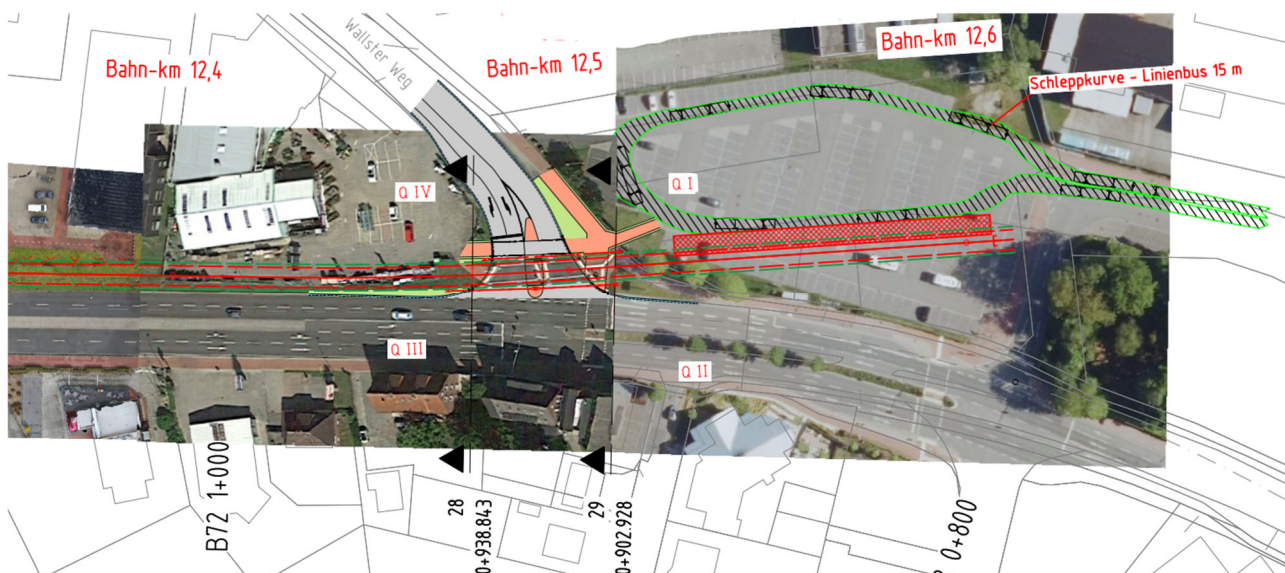 Wallster Weg
Bahn-km 12,4
Bahn-km 12,5
Bahn-km 12,6
Schleppkurve - Linienbus 15 m
Q IV
Q I
Q III
Q II
B72 1+000
28
0+938.843
29
0+902.928
0+800